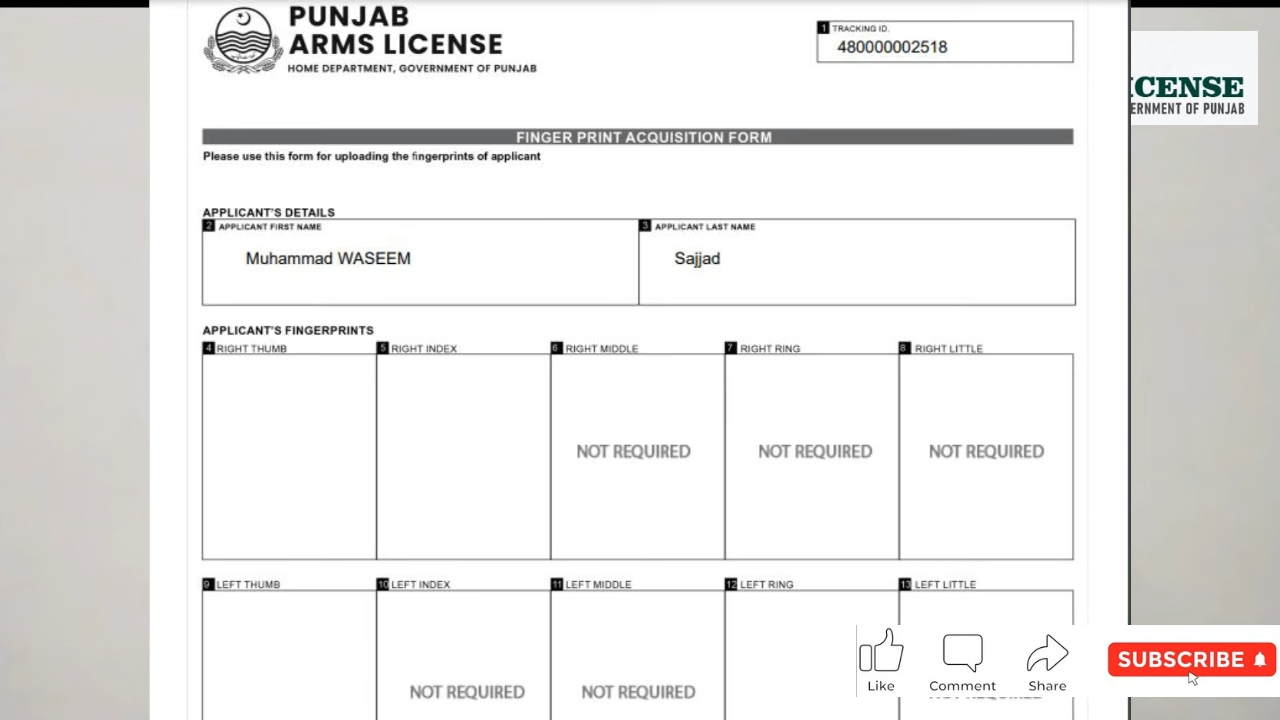 PUNJAB
ARMS LICENSE
HOME DEPARTMENT, GOVERNMENT OF PUNJAB
1 TRACKING ID.
480000002518
CENSE
ERNMENT OF PUNJAB
FINGER PRINT ACQUISITION FORM
Please use this form for uploading the fingerprints of applicant
APPLICANT'S DETAILS
2 APPLICANT FIRST NAME
3 APPLICANT LAST NAME
Muhammad WASEEM
Sajjad
APPLICANT'S FINGERPRINTS
4 RIGHT THUMB
5 RIGHT INDEX
6 RIGHT MIDDLE
7 RIGHT RING
8 RIGHT LITTLE
NOT REQUIRED
NOT REQUIRED
NOT REQUIRED
9 LEFT THUMB
10 LEFT INDEX
11 LEFT MIDDLE
12 LEFT RING
13 LEFT LITTLE
NOT REQUIRED
NOT REQUIRED
Like
Comment
Share
SUBSCRIBE